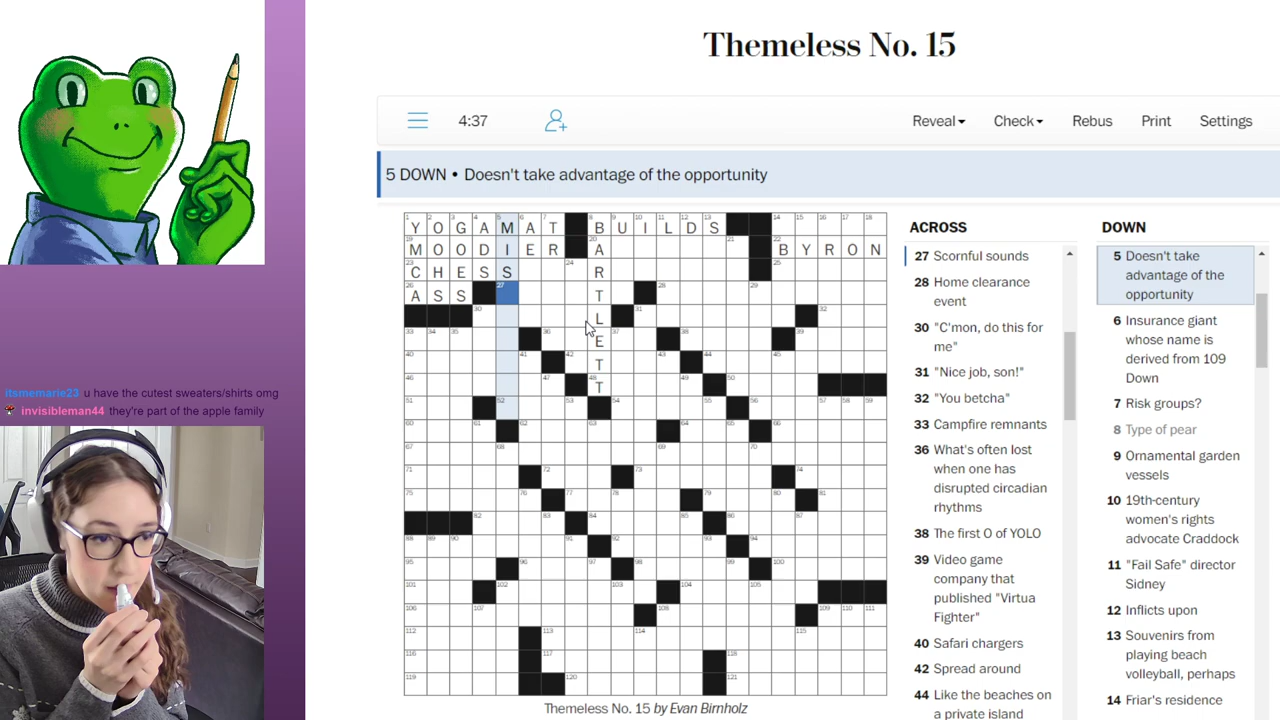 Themeless No. 15
4:37
Reveal
Check
Rebus
Print
Settings
5 DOWN • Doesn't take advantage of the opportunity
YOGAMAT BUILDS
MOODIER A BYRON
CHESS R
ASS T
L
E
T
T
ACROSS
27 Scornful sounds
28 Home clearance
event
30 "C'mon, do this for
me"
31 "Nice job, son!"
32 "You betcha"
33 Campfire remnants
36 What's often lost
when one has
disrupted circadian
rhythms
38 The first O of YOLO
39 Video game
company that
published "Virtua
Fighter"
40 Safari chargers
42 Spread around
44 Like the beaches on
a private island
DOWN
5 Doesn't take
advantage of the
opportunity
6 Insurance giant
whose name is
derived from 109
Down
7 Risk groups?
8 Type of pear
9 Ornamental garden
vessels
10 19th-century
women's rights
advocate Craddock
11 "Fail Safe" director
Sidney
12 Inflicts upon
13 Souvenirs from
playing beach
volleyball, perhaps
14 Friar's residence
itsmemarie23 u have the cutest sweaters/shirts omg
invisibleman44 they're part of the apple family
Themeless No. 15 by Evan Birnholz